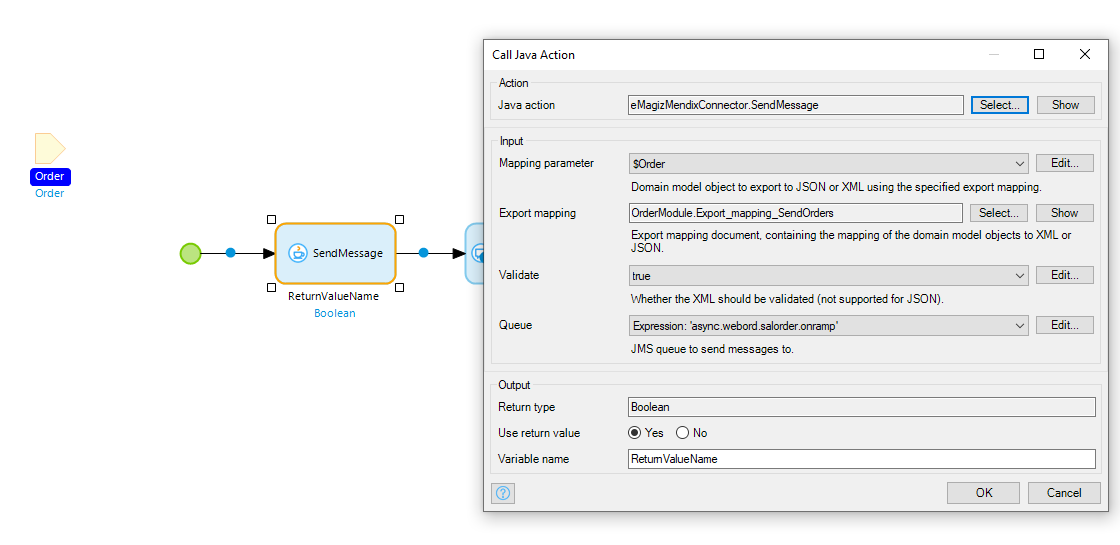 Order
Order
SendMessage
ReturnValueName
Boolean
Call Java Action
Action
Java action
eMagizMendixConnector.SendMessage
Select...
Show
Input
Mapping parameter
$Order
Edit...
Domain model object to export to JSON or XML using the specified export mapping.
Export mapping
OrderModule.Export_mapping_SendOrders
Select...
Show
Export mapping document, containing the mapping of the domain model objects to XML or
JSON.
Validate
true
Edit...
Whether the XML should be validated (not supported for JSON).
Queue
Expression: 'async.webord.salorder.onramp'
Edit...
JMS queue to send messages to.
Output
Return type
Boolean
Use return value
Yes
No
Variable name
ReturnValueName
?
OK
Cancel